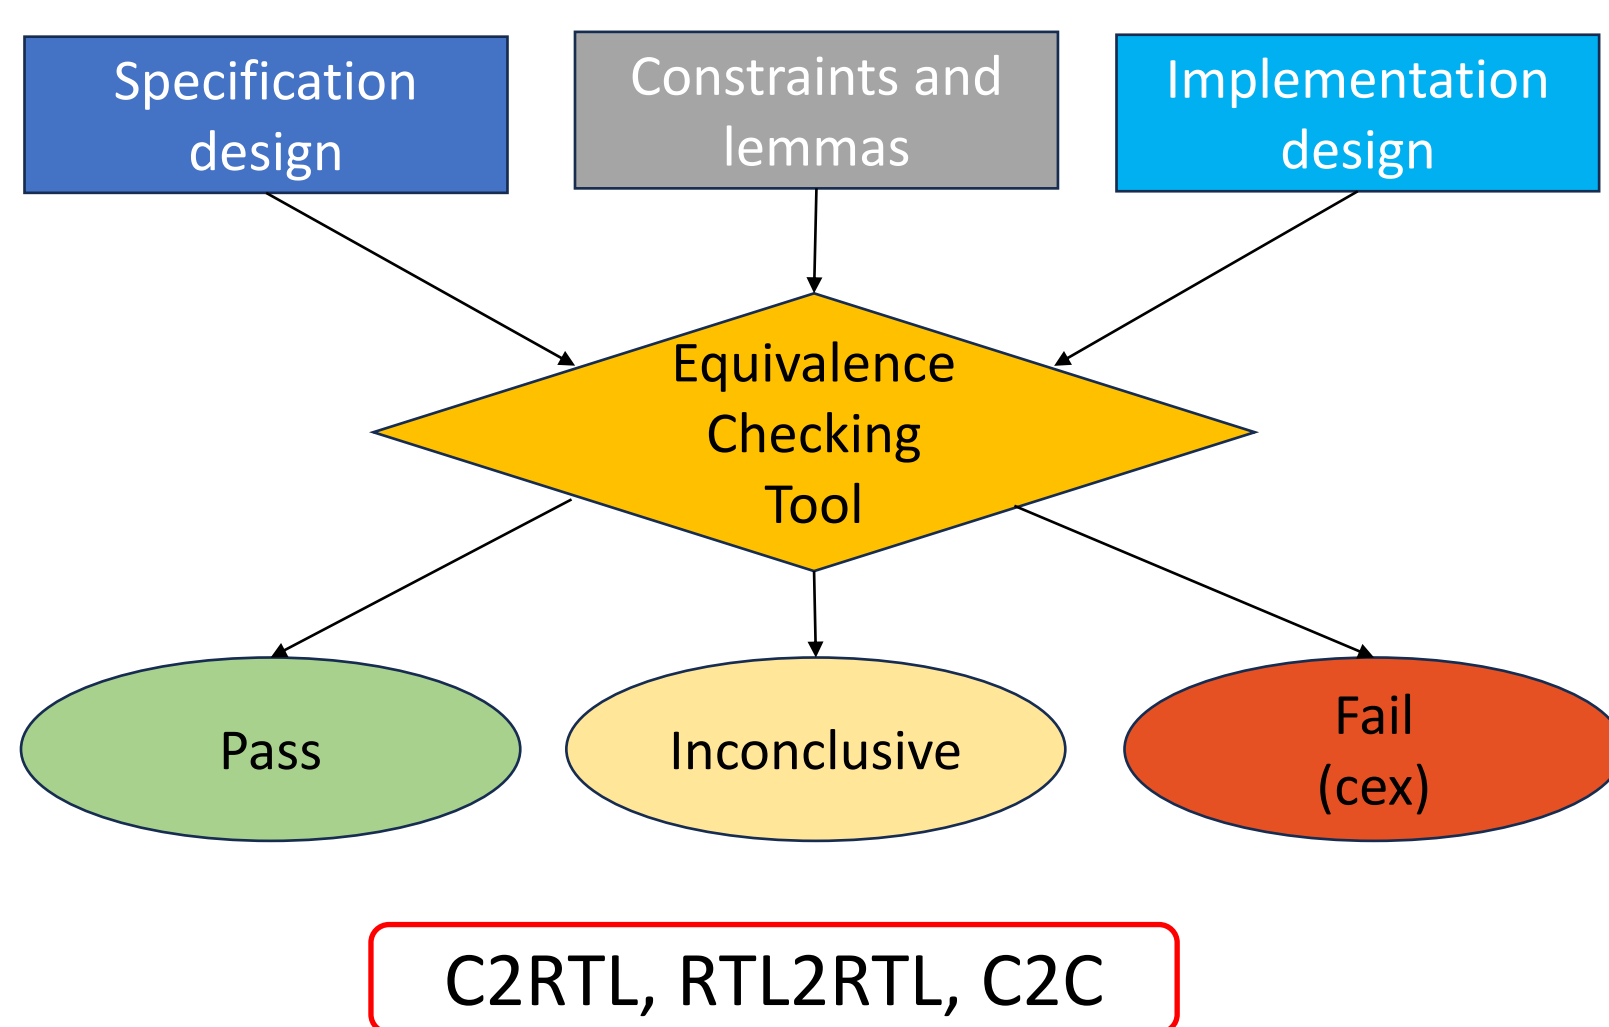 Specification
design
Constraints and
lemmas
Implementation
design
Equivalence
Checking
Tool
Pass
Inconclusive
Fail
(cex)
C2RTL, RTL2RTL, C2C